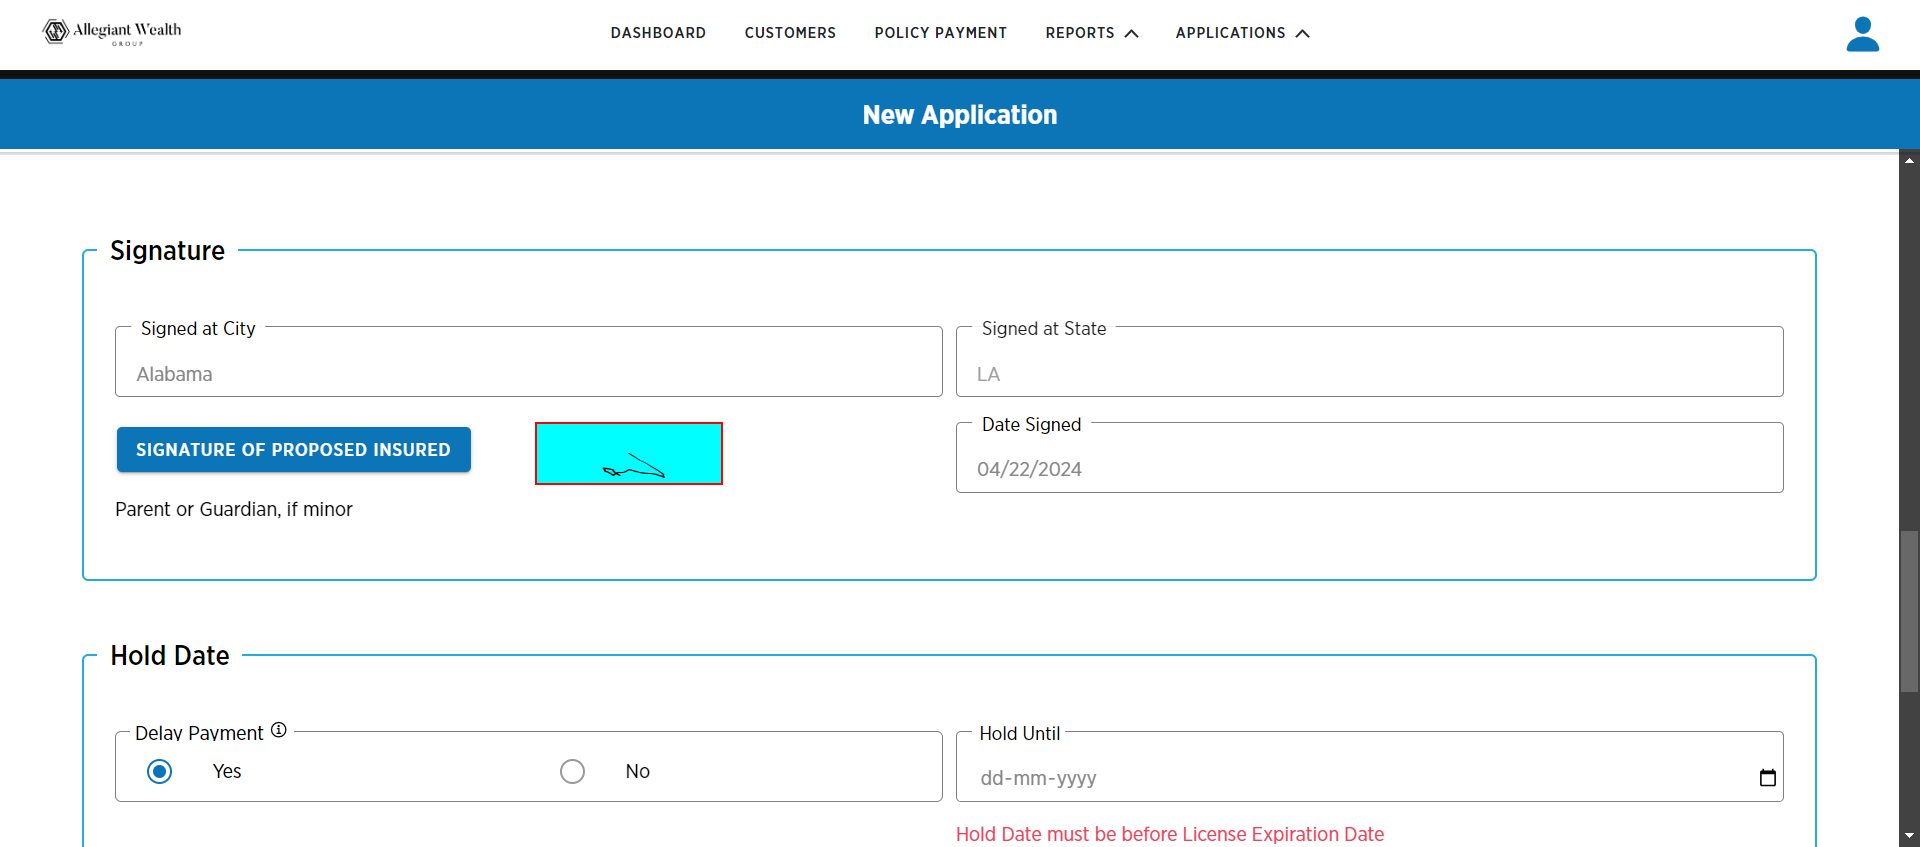 Allegiant Wealth
GROUP
DASHBOARD CUSTOMERS POLICY PAYMENT REPORTS APPLICATIONS
New Application
Signature
Signed at City
Alabama
Signed at State
LA
SIGNATURE OF PROPOSED INSURED
Date Signed
04/22/2024
Parent or Guardian, if minor
Hold Date
Delay Payment
Yes No
Hold Until
dd-mm-yyyy
Hold Date must be before License Expiration Date